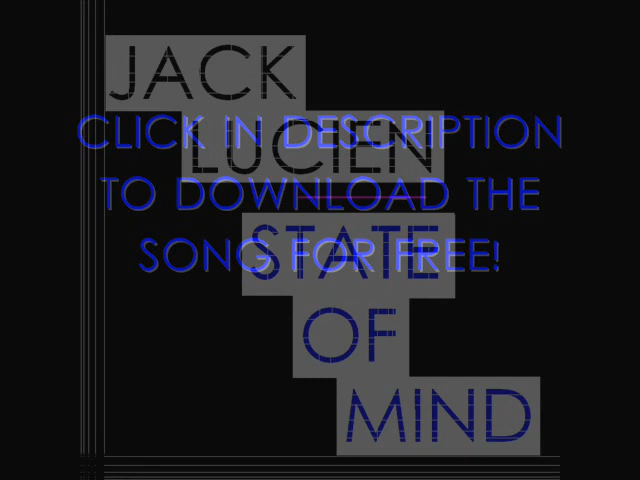 JACK
LUCIEN
STATE
OF
MIND
CLICK IN DESCRIPTION
TO DOWNLOAD THE
SONG FOR FREE!